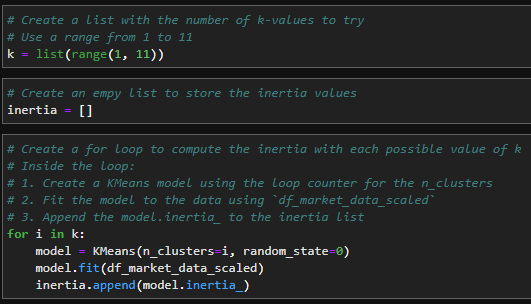 # Create a list with the number of k-values to try
# Use a range from 1 to 11
k = list(range(1, 11))
# Create an empy list to store the inertia values
inertia = []
# Create a for loop to compute the inertia with each possible value of k
# Inside the loop:
# 1. Create a KMeans model using the loop counter for the n_clusters
# 2. Fit the model to the data using `df_market_data_scaled`
# 3. Append the model.inertia_ to the inertia list
for i in k:
    model = KMeans(n_clusters=i, random_state=0)
    model.fit(df_market_data_scaled)
    inertia.append(model.inertia_)